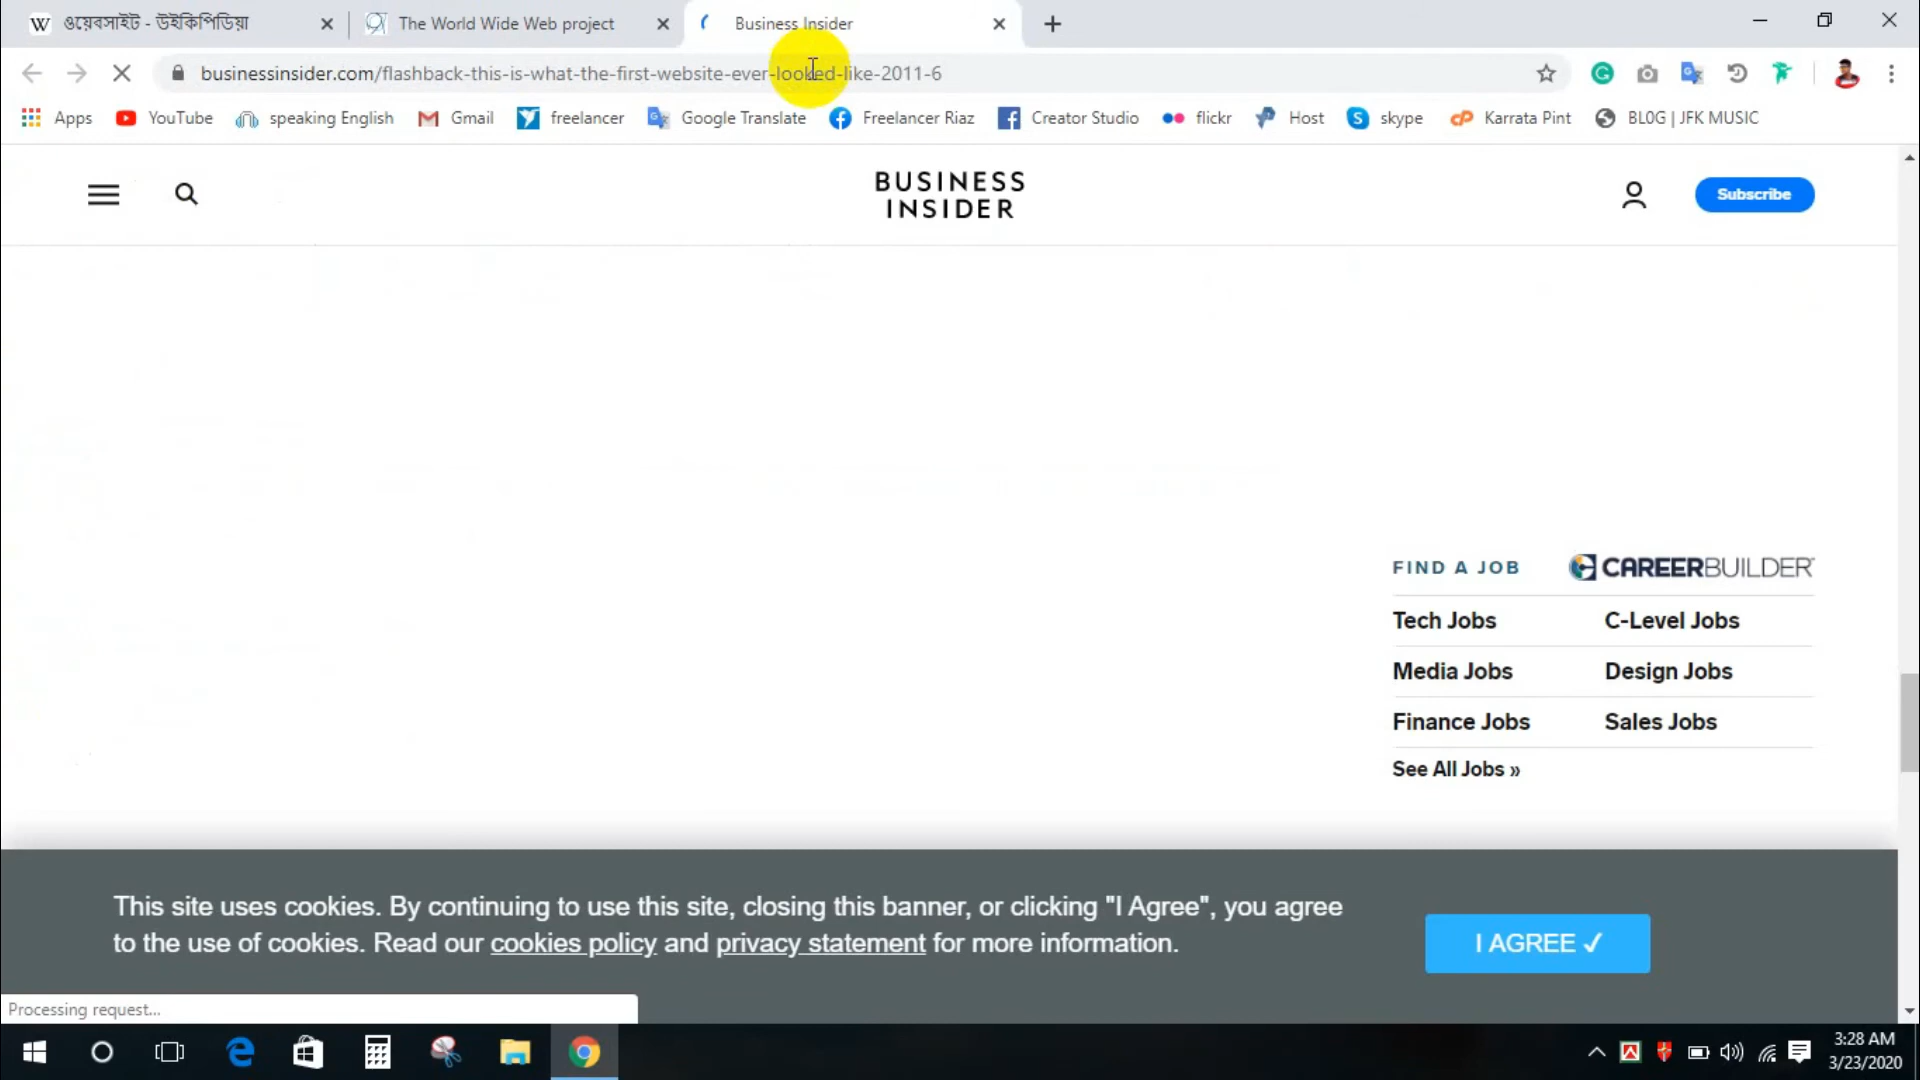 ওয়েবসাইট - উইকিপিডিয়া
The World Wide Web project
Business Insider
businessinsider.com/flashback-this-is-what-the-first-website-ever-looked-like-2011-6
Apps
YouTube
speaking English
Gmail
freelancer
Google Translate
Freelancer Riaz
Creator Studio
flickr
Host
skype
Karrata Pint
BLOG | JFK MUSIC
BUSINESS
INSIDER
Subscribe
FIND A JOB
CAREERBUILDER
Tech Jobs
C-Level Jobs
Media Jobs
Design Jobs
Finance Jobs
Sales Jobs
See All Jobs »
This site uses cookies. By continuing to use this site, closing this banner, or clicking "I Agree", you agree
to the use of cookies. Read our cookies policy and privacy statement for more information.
I AGREE ✓
Processing request...
3:28 AM
3/23/2020